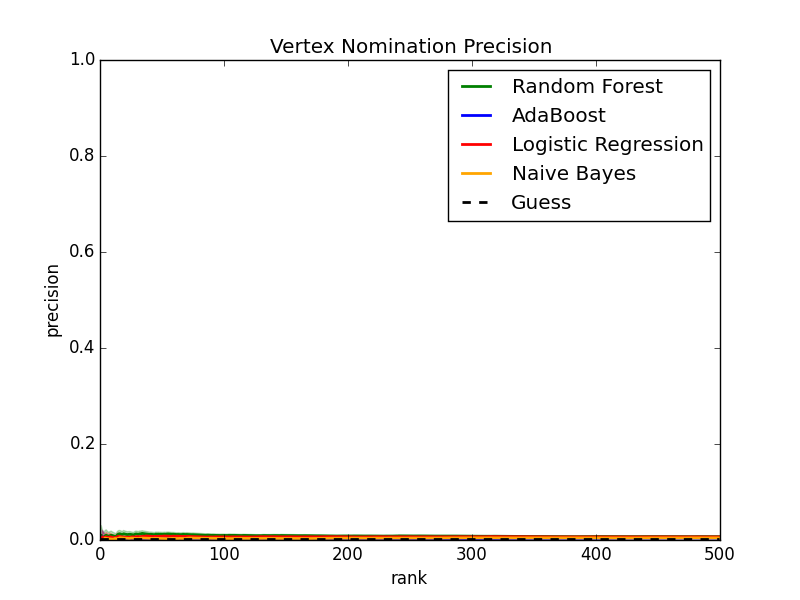 Vertex Nomination Precision
1.0
0.8
0.6
0.4
0.2
0.0
precision
Random Forest
AdaBoost
Logistic Regression
Naive Bayes
Guess
0 100 200 300 400 500
rank